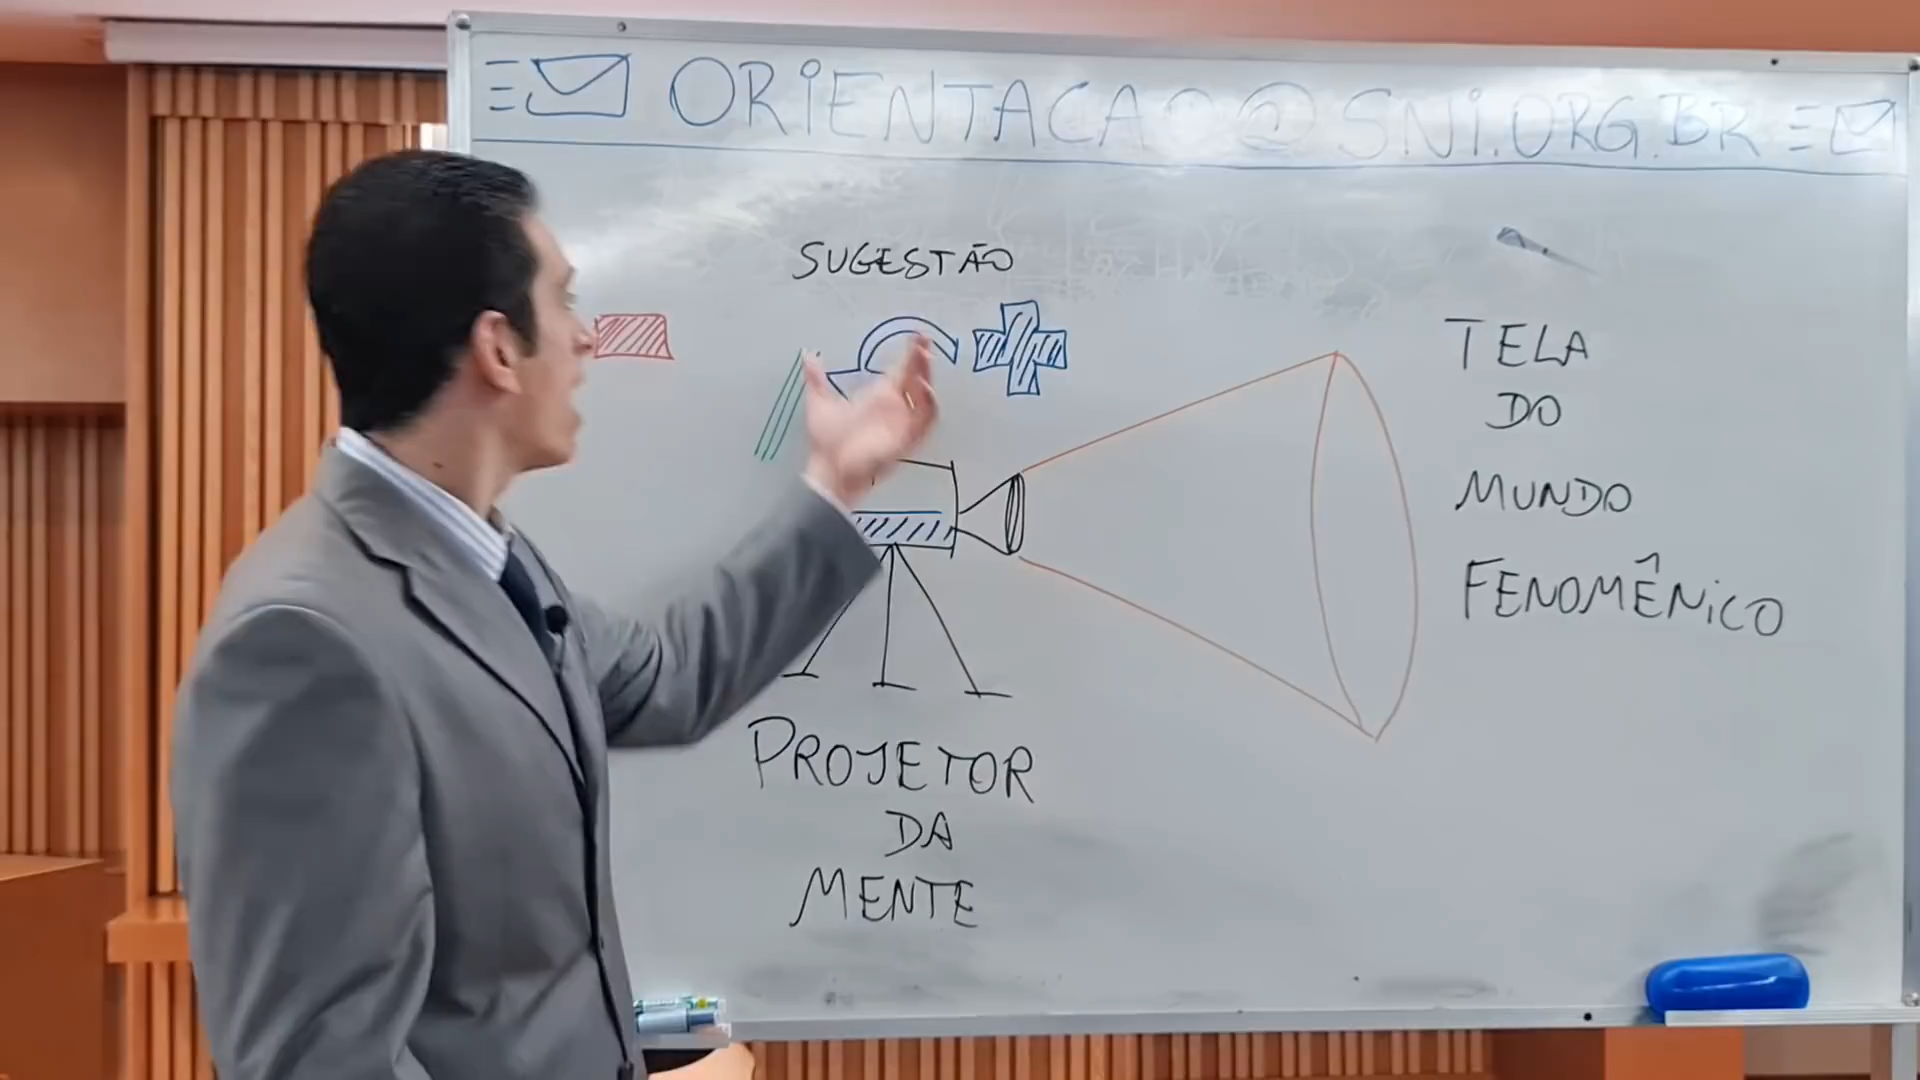 ORIENTACAO@SNI.ORG.BR
SUGESTÃO
TELA
DO
MUNDO
FENOMÊNICO
PROJETOR
DA
MENTE